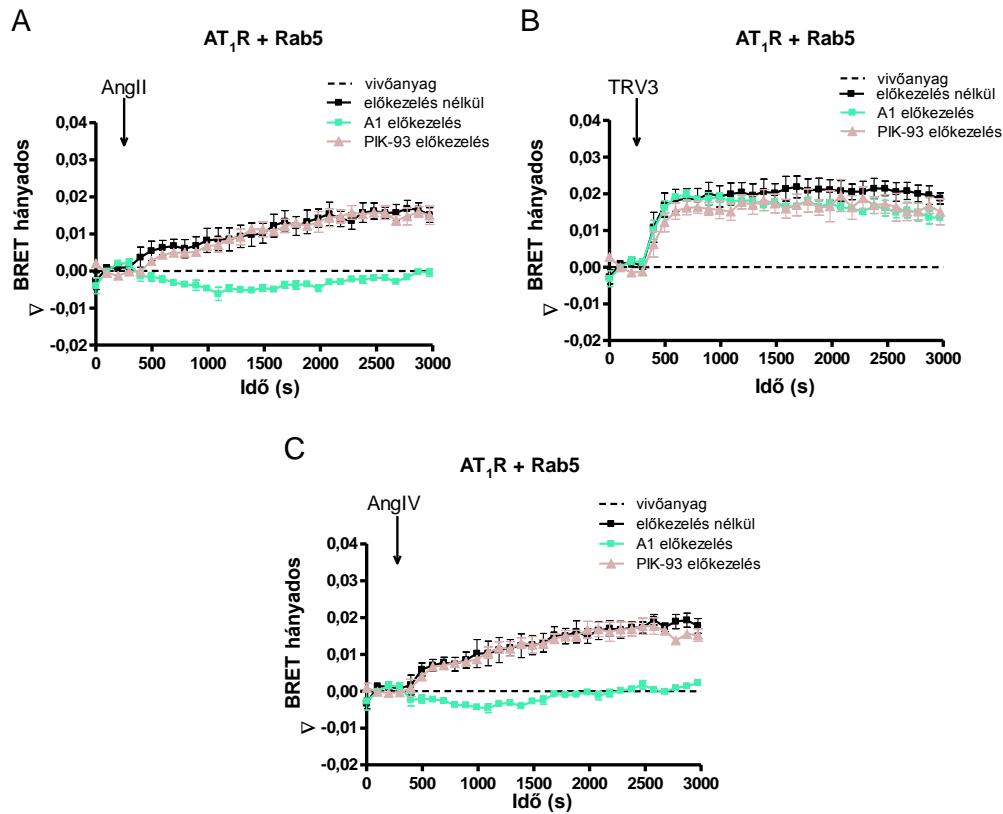 A
AT₁R + Rab5
AngII
vivőanyag
előkezelés nélkül
A1 előkezelés
PIK-93 előkezelés
∇ BRET hányados
0,04
0,03
0,02
0,01
0,00
-0,01
-0,02
0 500 1000 1500 2000 2500 3000
Idő (s)
B
AT₁R + Rab5
TRV3
vivőanyag
előkezelés nélkül
A1 előkezelés
PIK-93 előkezelés
∇ BRET hányados
0,04
0,03
0,02
0,01
0,00
-0,01
-0,02
0 500 1000 1500 2000 2500 3000
Idő (s)
C
AT₁R + Rab5
AngIV
vivőanyag
előkezelés nélkül
A1 előkezelés
PIK-93 előkezelés
∇ BRET hányados
0,04
0,03
0,02
0,01
0,00
-0,01
-0,02
0 500 1000 1500 2000 2500 3000
Idő (s)